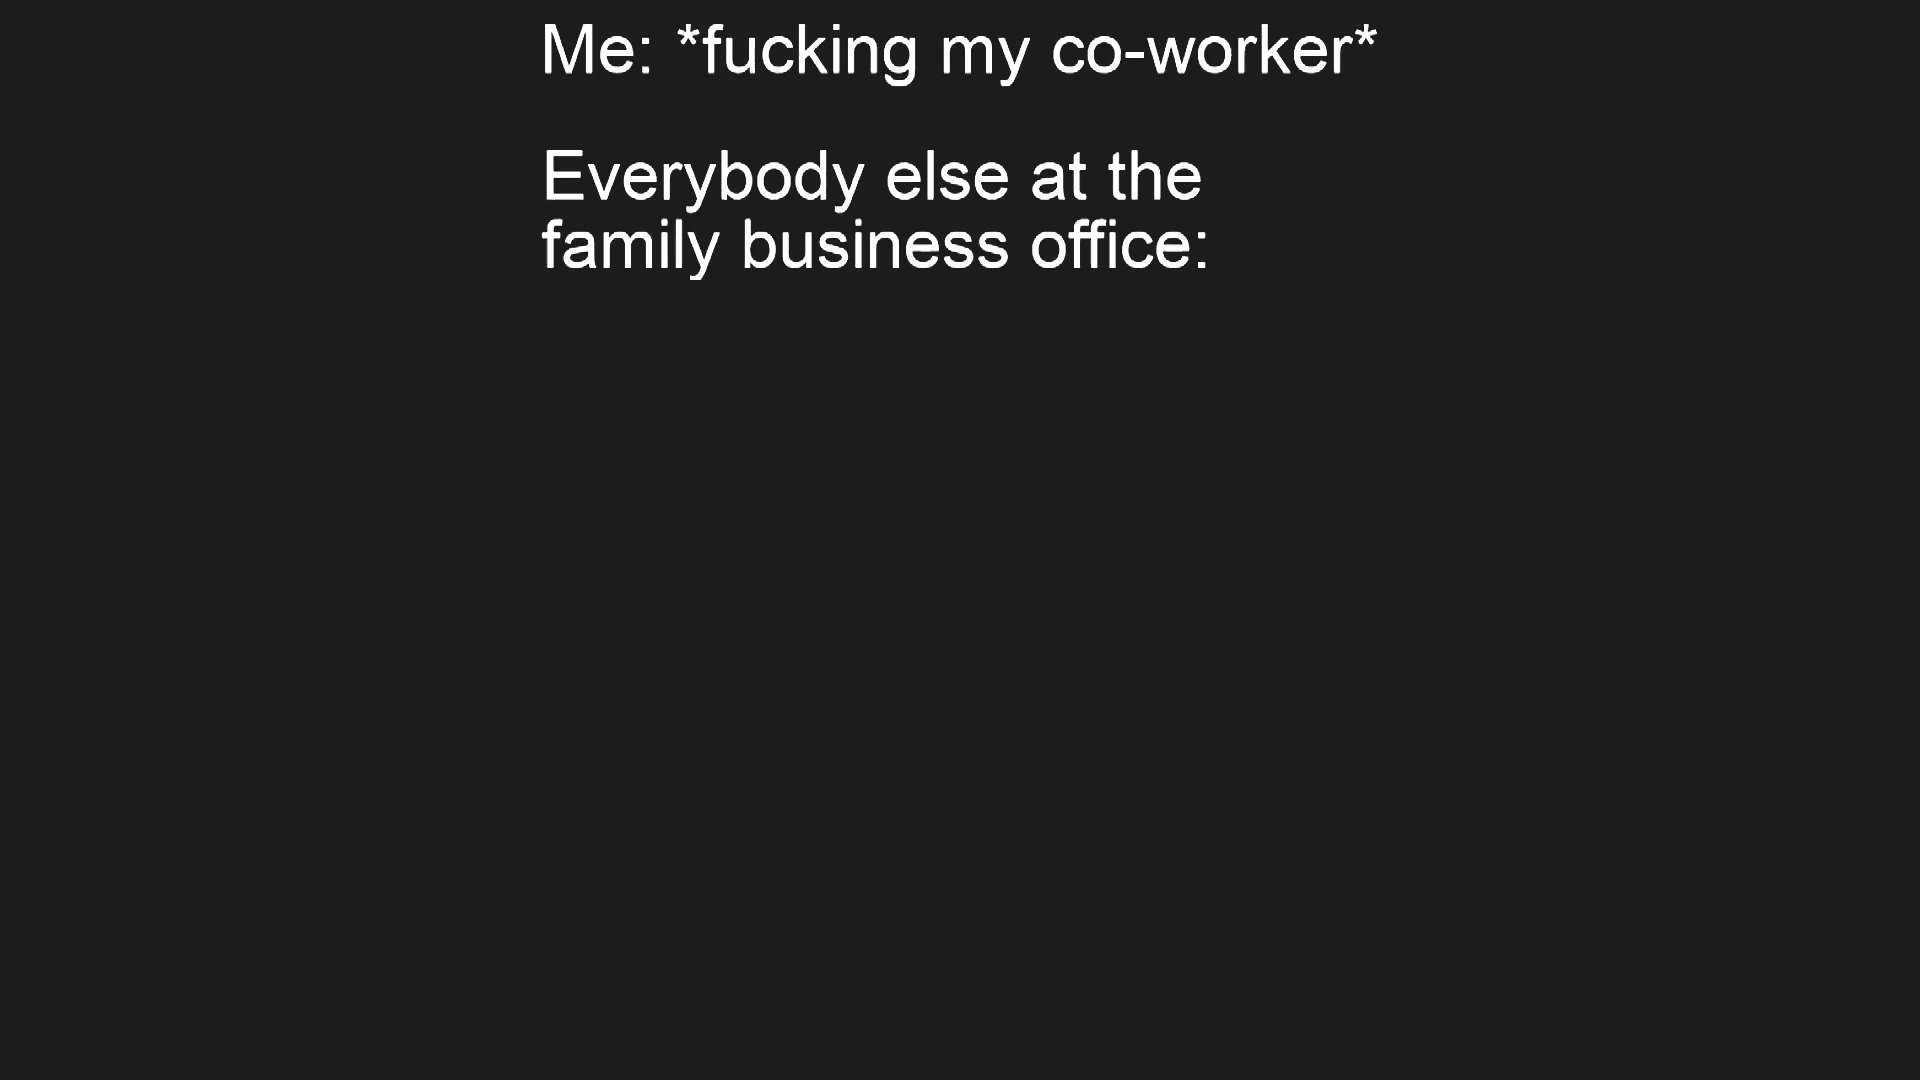 Me: *fucking my co-worker*
Everybody else at the
family business office: